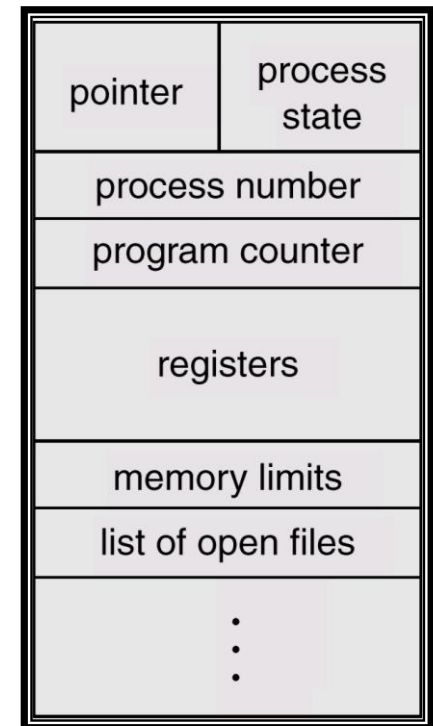 pointer
process
state
process number
program counter
registers
memory limits
list of open files
.
.
.